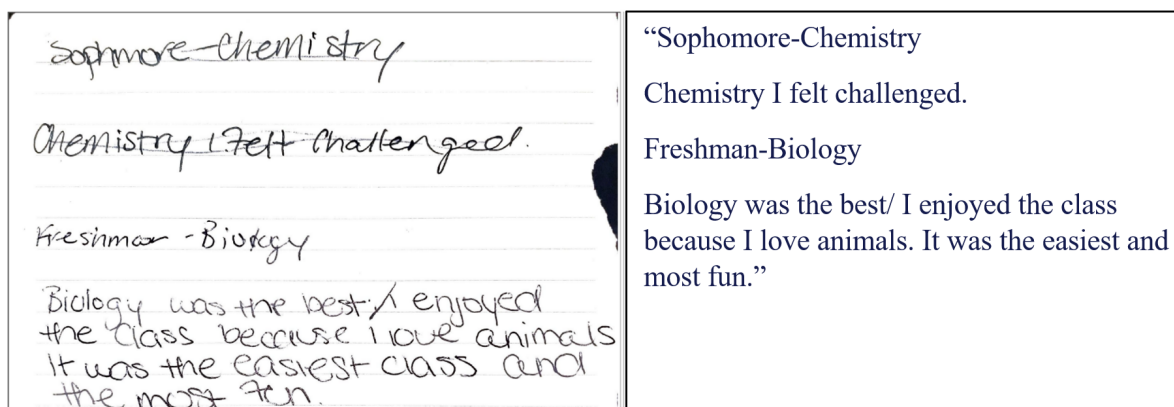 Sophmore-Chemistry
Chemistry I felt challenged.
Freshman-Biology
Biology was the best/I enjoyed
the class because I love animals
It was the easiest class and
the most fun.
“Sophomore-Chemistry
Chemistry I felt challenged.
Freshman-Biology
Biology was the best/ I enjoyed the class
because I love animals. It was the easiest and
most fun.”